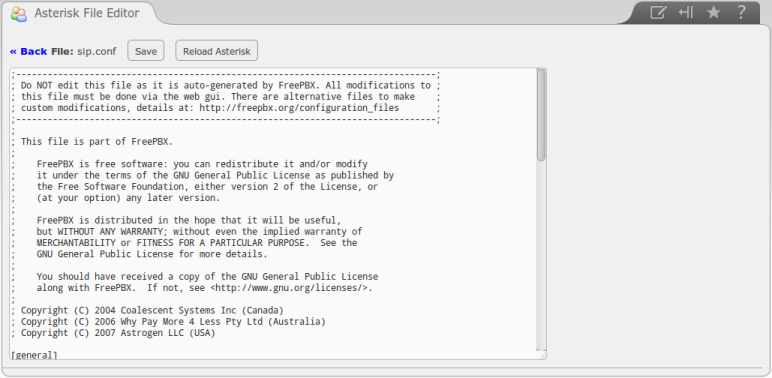 Asterisk File Editor
?
« Back File: sip.conf Save Reload Asterisk
;--------------------------------------------------------------------------------;
; Do NOT edit this file as it is auto-generated by FreePBX. All modifications to ;
; this file must be done via the web gui. There are alternative files to make ;
; custom modifications, details at: http://freepbx.org/configuration_files ;
;--------------------------------------------------------------------------------;
;
; This file is part of FreePBX.
;
; FreePBX is free software: you can redistribute it and/or modify
; it under the terms of the GNU General Public License as published by
; the Free Software Foundation, either version 2 of the License, or
; (at your option) any later version.
;
; FreePBX is distributed in the hope that it will be useful,
; but WITHOUT ANY WARRANTY; without even the implied warranty of
; MERCHANTABILITY or FITNESS FOR A PARTICULAR PURPOSE. See the
; GNU General Public License for more details.
;
; You should have received a copy of the GNU General Public License
; along with FreePBX. If not, see <http://www.gnu.org/licenses/>.
;
; Copyright (C) 2004 Coalescent Systems Inc (Canada)
; Copyright (C) 2006 Why Pay More 4 Less Pty Ltd (Australia)
; Copyright (C) 2007 Astrogen LLC (USA)
;
[general]